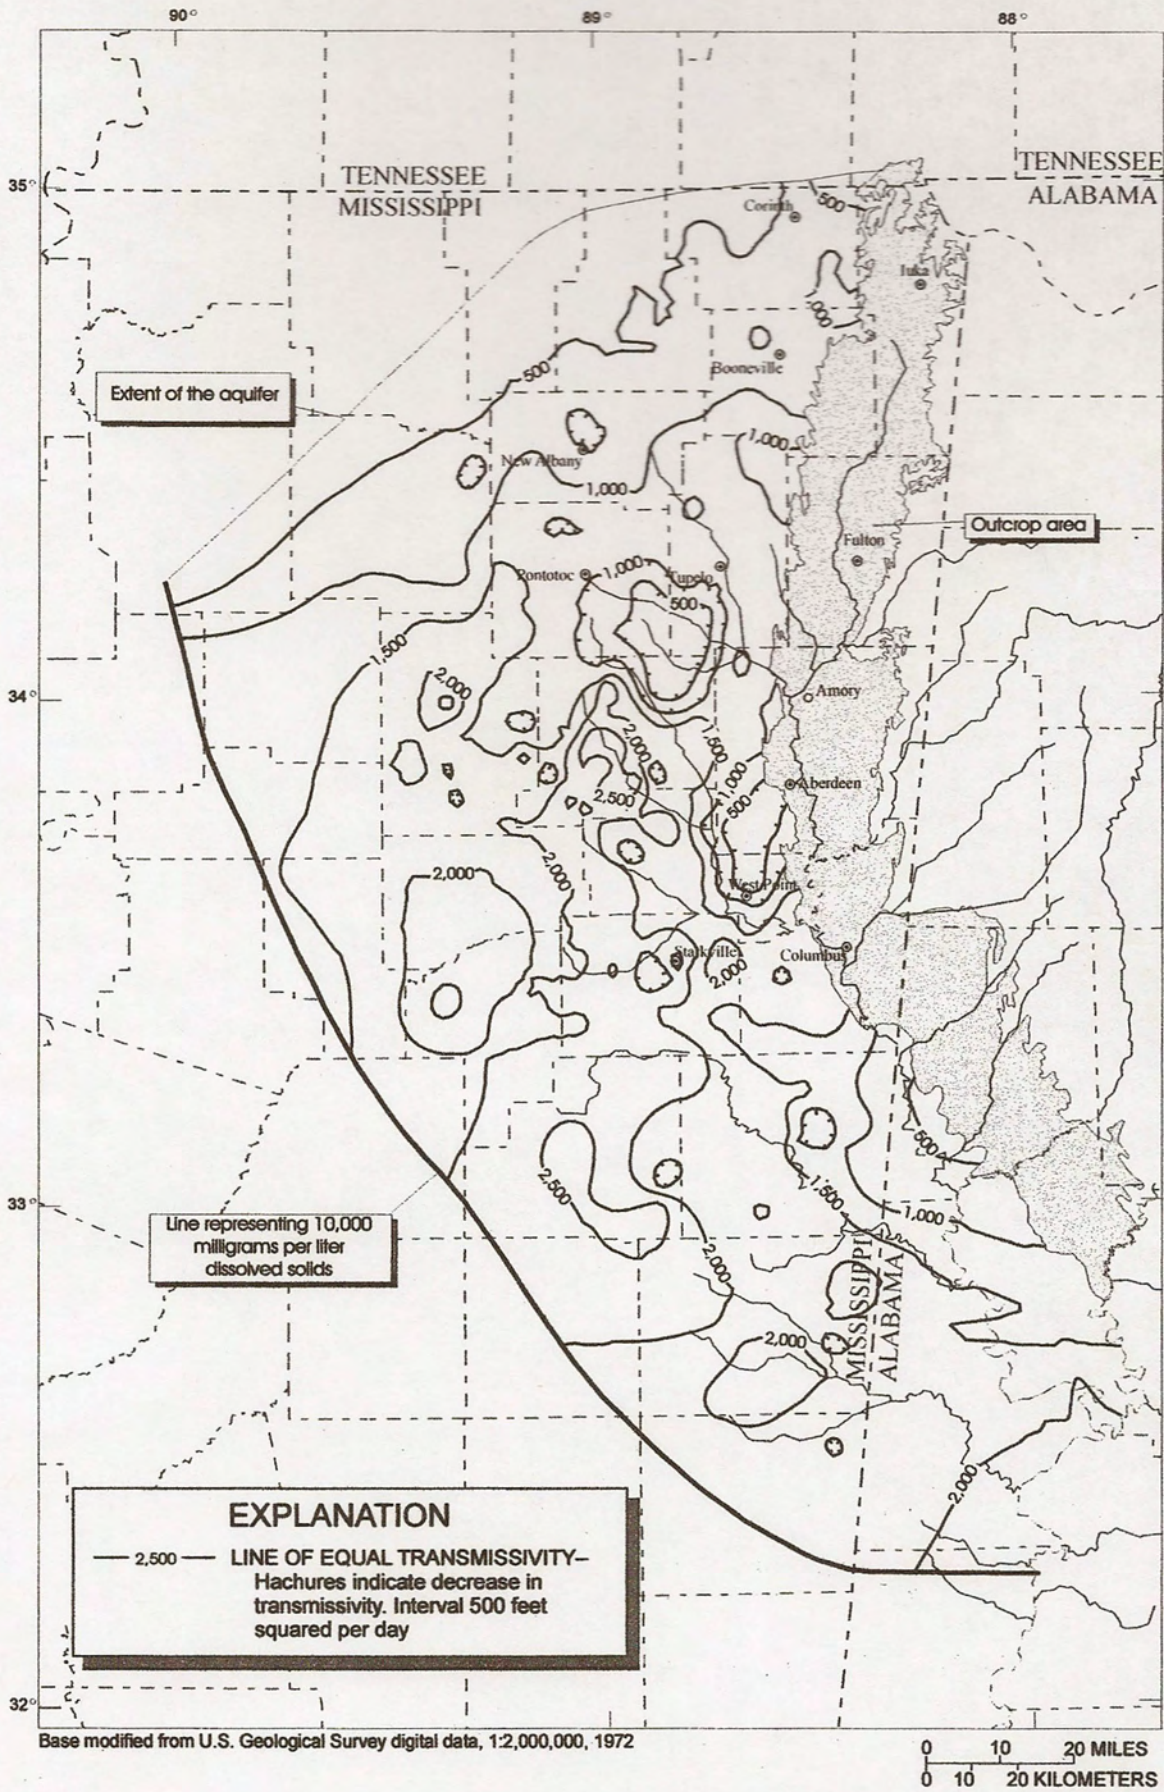 90° 89° 88°
35°
TENNESSEE
MISSISSIPPI
TENNESSEE
ALABAMA
Corinth
500
Iuka
000
Booneville
500
Extent of the aquifer
1,000
New Albany
1,000
Outcrop area
Fulton
Pontotoc
1,000
Tupelo
500
1,500
2,000
34°
Amory
2,000
1,500
1,000
Aberdeen
2,500
500
2,000
2,000
West Point
Starkville
Columbus
2,000
500
2,500
1,500
33°
1,000
Line representing 10,000
milligrams per liter
dissolved solids
2,000
MISSISSIPPI
ALABAMA
2,000
2,000
EXPLANATION
2,500 LINE OF EQUAL TRANSMISSIVITY–
Hachures indicate decrease in
transmissivity. Interval 500 feet
squared per day
32°
Base modified from U.S. Geological Survey digital data, 1:2,000,000, 1972
0 10 20 MILES
0 10 20 KILOMETERS